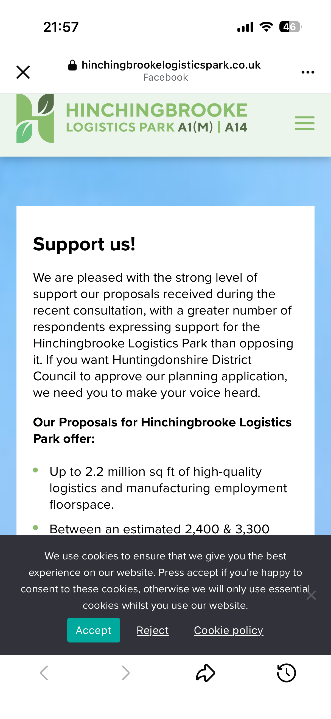 21:57
46
hinchingbrookelogisticspark.co.uk
Facebook
HINCHINGBROOKE
LOGISTICS PARK A1(M) | A14
Support us!
We are pleased with the strong level of
support our proposals received during the
recent consultation, with a greater number of
respondents expressing support for the
Hinchingbrooke Logistics Park than opposing
it. If you want Huntingdonshire District
Council to approve our planning application,
we need you to make your voice heard.
Our Proposals for Hinchingbrooke Logistics
Park offer:
Up to 2.2 million sq ft of high-quality
logistics and manufacturing employment
floorspace.
Between an estimated 2,400 & 3,300
We use cookies to ensure that we give you the best
experience on our website. Press accept if you're happy to
consent to these cookies, otherwise we will only use essential
cookies whilst you use our website.
Accept Reject Cookie policy